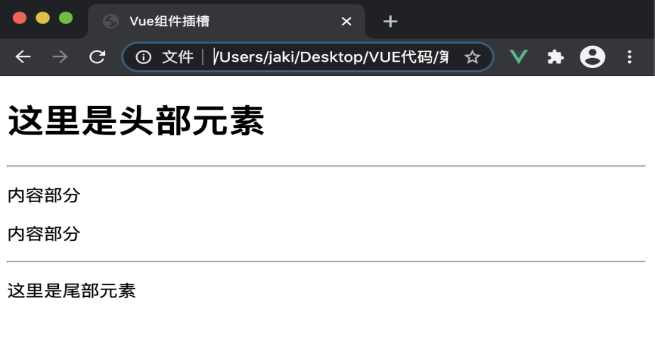 Vue组件插槽
文件 /Users/jaki/Desktop/VUE代码/第
这里是头部元素
内容部分
内容部分
这里是尾部元素